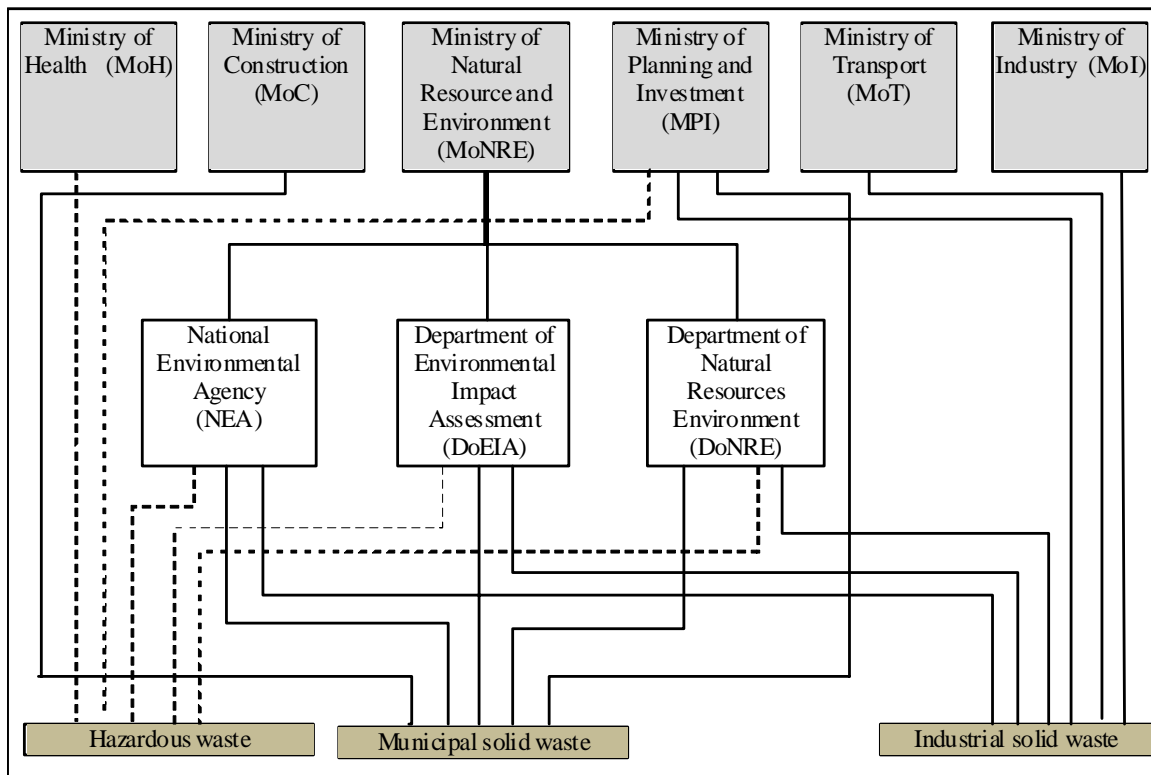 Ministry of
Health (MoH)
Ministry of
Construction
(MoC)
Ministry of
Natural
Resource and
Environment
(MoNRE)
Ministry of
Planning and
Investment
(MPI)
Ministry of
Transport
(MoT)
Ministry of
Industry (MoI)
National
Environmental
Agency
(NEA)
Department of
Environmental
Impact
Assessment
(DoEIA)
Department of
Natural
Resources
Environment
(DoNRE)
Hazardous waste
Municipal solid waste
Industrial solid waste